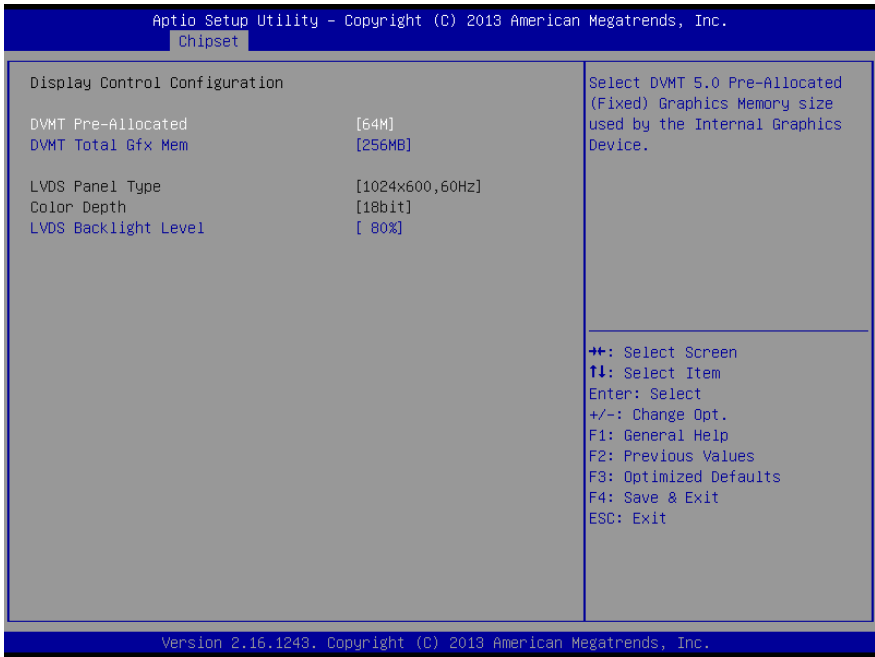 Aptio Setup Utility – Copyright (C) 2013 American Megatrends, Inc.
Chipset
Display Control Configuration
DVMT Pre-Allocated [64M]
DVMT Total Gfx Mem [256MB]
LVDS Panel Type [1024x600,60Hz]
Color Depth [18bit]
LVDS Backlight Level [ 80%]
Select DVMT 5.0 Pre-Allocated
(Fixed) Graphics Memory size
used by the Internal Graphics
Device.
→←: Select Screen
↑↓: Select Item
Enter: Select
+/-: Change Opt.
F1: General Help
F2: Previous Values
F3: Optimized Defaults
F4: Save & Exit
ESC: Exit
Version 2.16.1243. Copyright (C) 2013 American Megatrends, Inc.